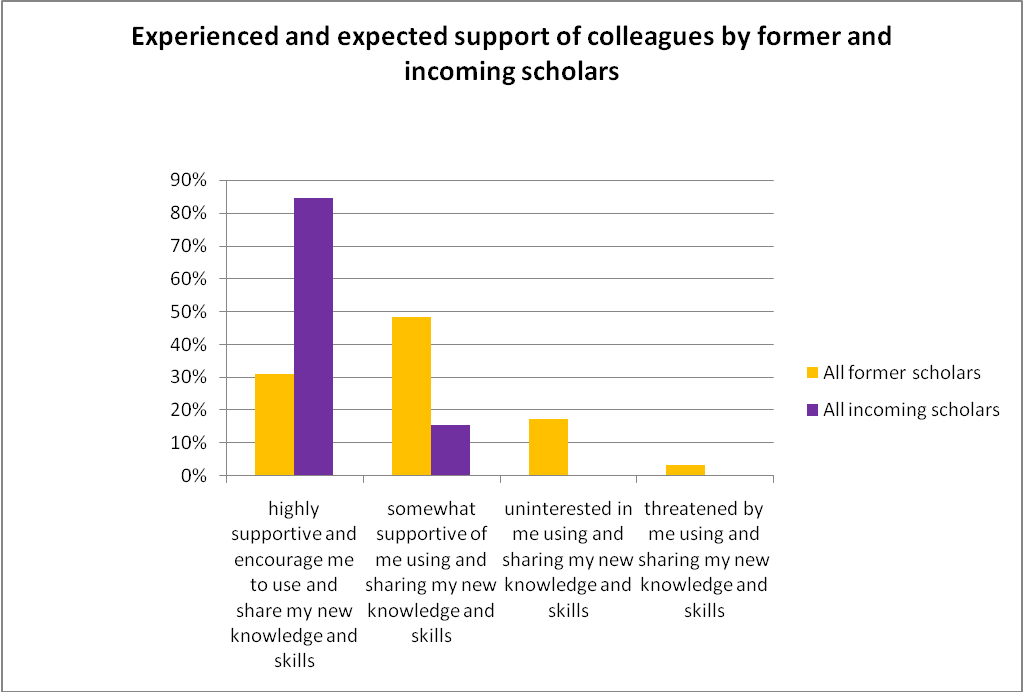 Experienced and expected support of colleagues by former and
incoming scholars
90%
80%
70%
60%
50%
40%
30%
20%
10%
0%
highly
supportive and
encourage me
to use and
share my new
knowledge and
skills
somewhat
supportive of
me using and
sharing my new
knowledge and
skills
uninterested in
me using and
sharing my new
knowledge and
skills
threatened by
me using and
sharing my new
knowledge and
skills
All former scholars
All incoming scholars